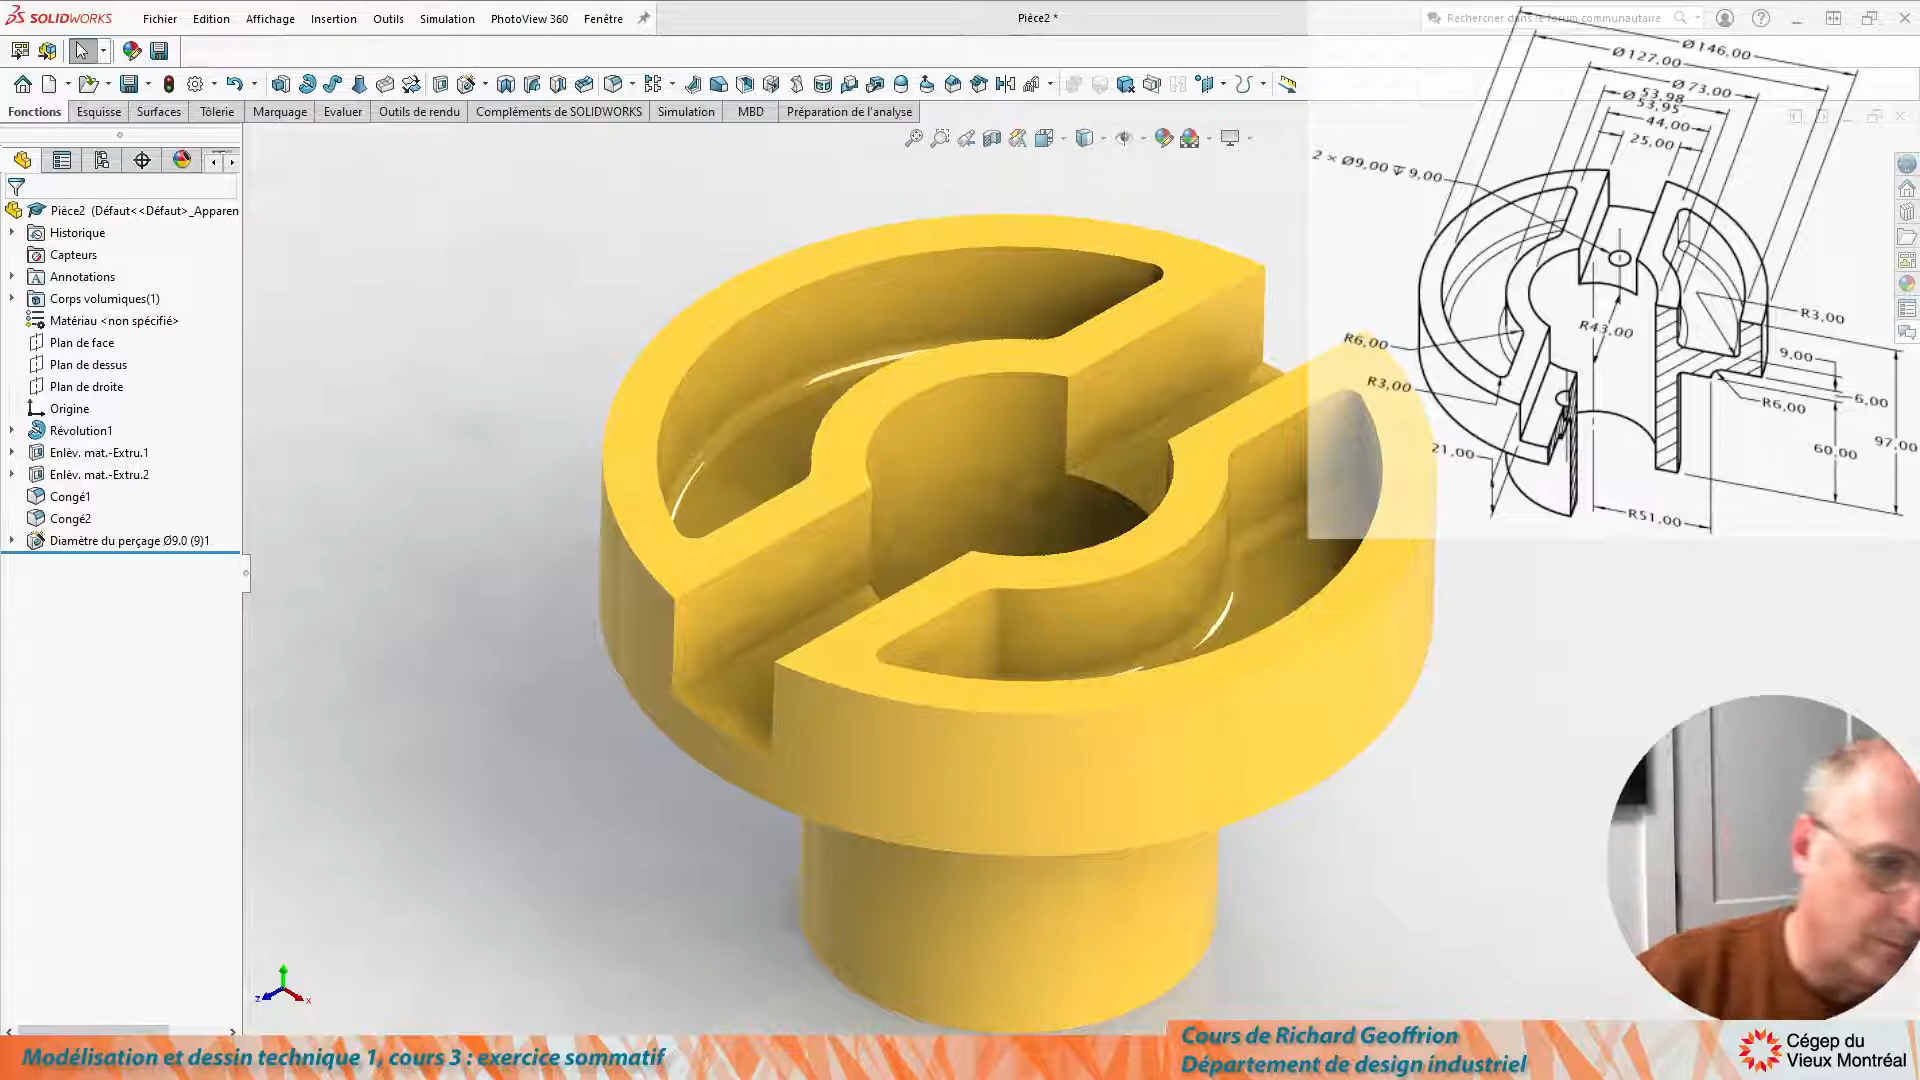 SOLIDWORKS
Fichier Edition Affichage Insertion Outils Simulation PhotoView 360 Fenêtre
Pièce2 *
Rechercher dans le forum communautaire
Fonctions Esquisse Surfaces Tôlerie Marquage Evaluer Outils de rendu Compléments de SOLIDWORKS Simulation MBD Préparation de l'analyse
Pièce2 (Défaut<<Défaut>_Apparen
Historique
Capteurs
Annotations
Corps volumiques(1)
Matériau <non spécifié>
Plan de face
Plan de dessus
Plan de droite
Origine
Révolution1
Enlèv. mat.-Extru.1
Enlèv. mat.-Extru.2
Congé1
Congé2
Diamètre du perçage Ø9.0 (9)1
Ø146,00
Ø127,00
Ø73,00
Ø 53,98
53,95
44,00
25,00
2 × Ø9,00 ↧ 9,00
R43,00
R3,00
R6,00
R3,00
9,00
6,00
R6,00
21,00
60,00
97,00
R51,00
z x
Modélisation et dessin technique 1, cours 3 : exercice sommatif
Cours de Richard Geoffrion
Département de design industriel
Cégep du
Vieux Montréal